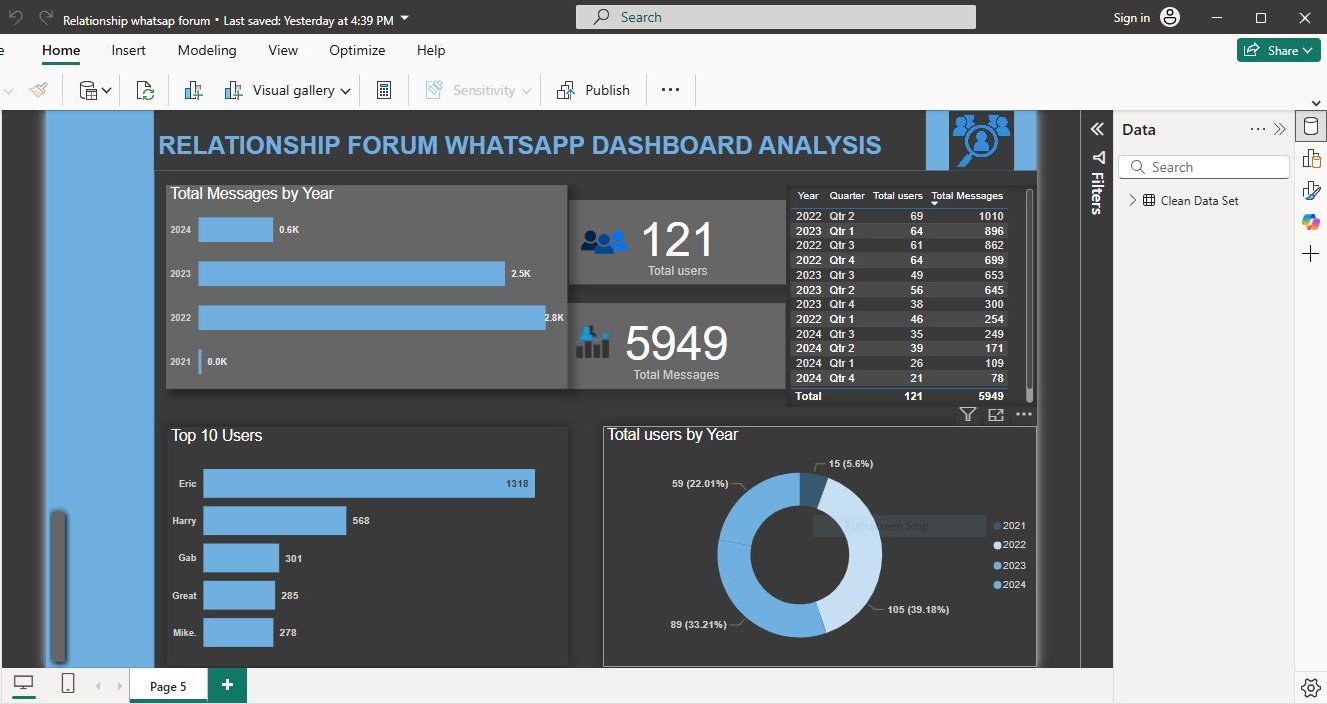 Relationship whatsap forum • Last saved: Yesterday at 4:39 PM
Search
Sign in
Home Insert Modeling View Optimize Help
Share
Visual gallery
Sensitivity
Publish
RELATIONSHIP FORUM WHATSAPP DASHBOARD ANALYSIS
Total Messages by Year
2024 0.6K
2023 2.5K
2022 2.8K
2021 0.0K
121
Total users
5949
Total Messages
Year Quarter Total users Total Messages
2022 Qtr 2 69 1010
2023 Qtr 1 64 896
2022 Qtr 3 61 862
2022 Qtr 4 64 699
2023 Qtr 3 49 653
2023 Qtr 2 56 645
2023 Qtr 4 38 300
2022 Qtr 1 46 254
2024 Qtr 3 35 249
2024 Qtr 2 39 171
2024 Qtr 1 26 109
2024 Qtr 4 21 78
Total 121 5949
Top 10 Users
Eric 1318
Harry 568
Gab 301
Great 285
Mike. 278
Total users by Year
15 (5.6%)
59 (22.01%)
105 (39.18%)
89 (33.21%)
Full-screen Snip
2021
2022
2023
2024
Filters
Data
Search
Clean Data Set
Page 5